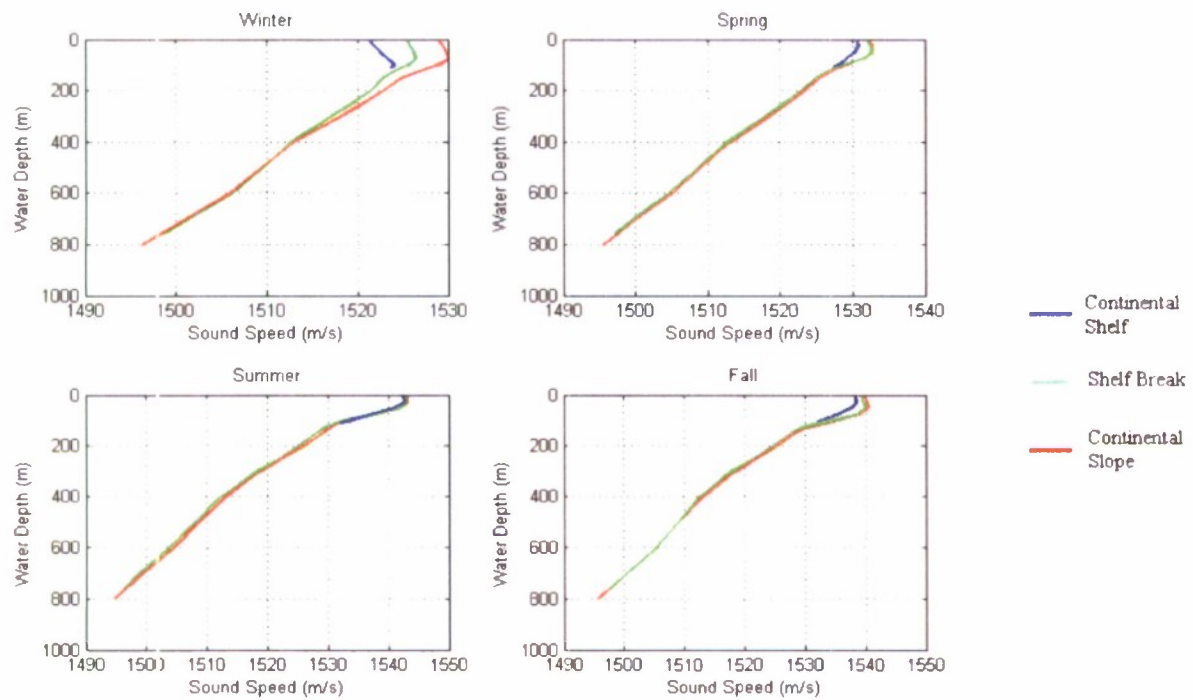 Winter
0
200
400
600
800
1000
Water Depth (m)
1490 1500 1510 1520 1530
Sound Speed (m/s)
Spring
0
200
400
600
800
1000
Water Depth (m)
1490 1500 1510 1520 1530 1540
Sound Speed (m/s)
Summer
0
200
400
600
800
1000
Water Depth (m)
1490 1500 1510 1520 1530 1540 1550
Sound Speed (m/s)
Fall
0
200
400
600
800
1000
Water Depth (m)
1490 1500 1510 1520 1530 1540 1550
Sound Speed (m/s)
Continental
Shelf
Shelf Break
Continental
Slope